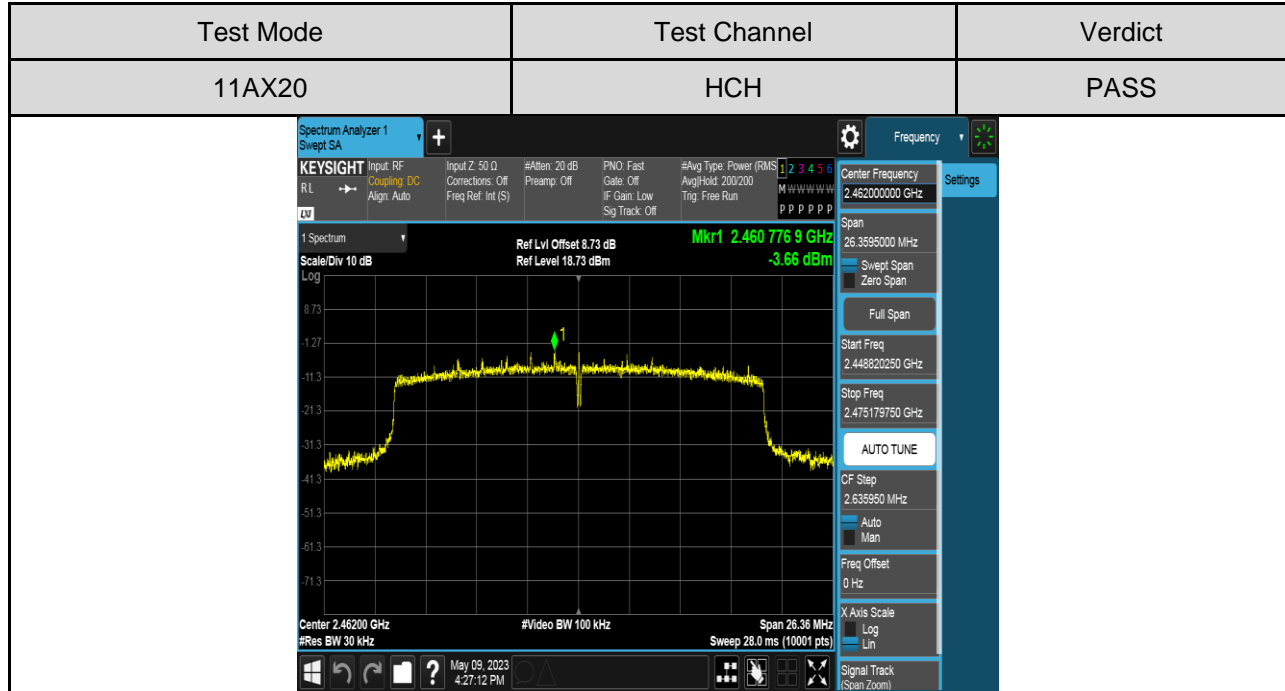 Test Mode Test Channel Verdict
11AX20 HCH PASS
Spectrum Analyzer 1
Swept SA
+
Frequency
KEYSIGHT Input: RF Input Z: 50 Ω #Atten: 20 dB PNO: Fast #Avg Type: Power (RMS 1 2 3 4 5 6
RL Coupling: DC Corrections: Off Preamp: Off Gate: Off Avg|Hold: 200/200 M W W W W W
Align: Auto Freq Ref: Int (S) IF Gain: Low Trig: Free Run
LXI Sig Track: Off P P P P P P
1 Spectrum Ref Lvl Offset 8.73 dB Mkr1 2.460 776 9 GHz
Scale/Div 10 dB Ref Level 18.73 dBm -3.66 dBm
Log
8.73
1
-1.27
-11.3
-21.3
-31.3
-41.3
-51.3
-61.3
-71.3
Center 2.46200 GHz #Video BW 100 kHz Span 26.36 MHz
#Res BW 30 kHz Sweep 28.0 ms (10001 pts)
?
May 09, 2023
4:27:12 PM
Center Frequency
2.462000000 GHz
Settings
Span
26.3595000 MHz
Swept Span
Zero Span
Full Span
Start Freq
2.448820250 GHz
Stop Freq
2.475179750 GHz
AUTO TUNE
CF Step
2.635950 MHz
Auto
Man
Freq Offset
0 Hz
X Axis Scale
Log
Lin
Signal Track
(Span Zoom)